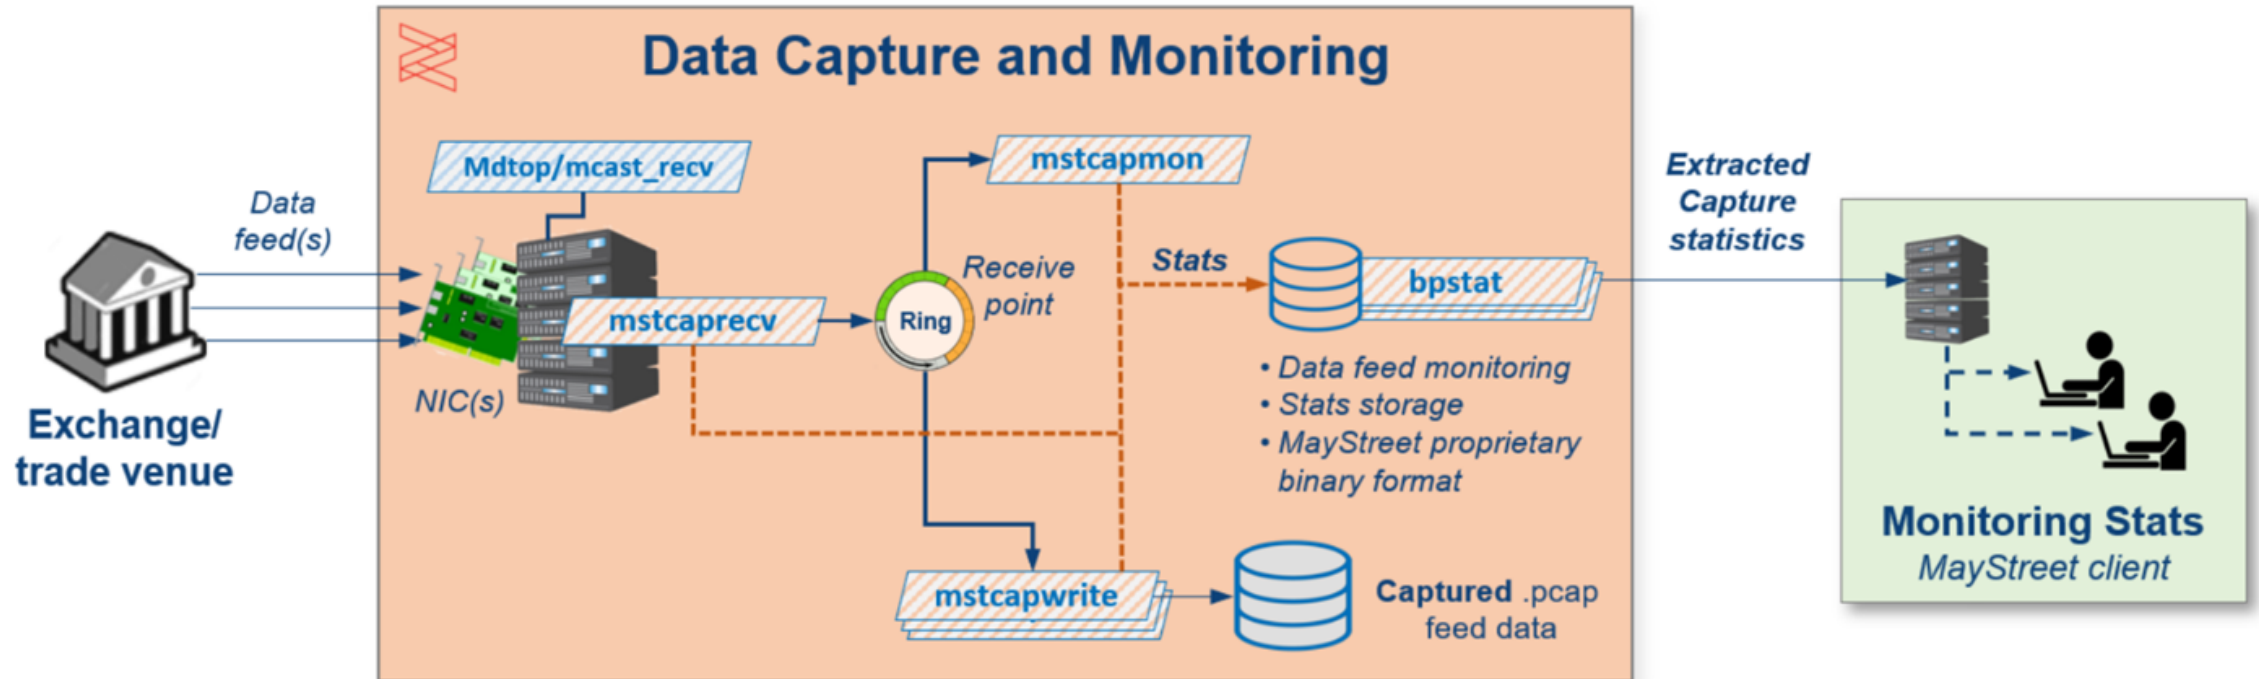 Data Capture and Monitoring
Mdtop/mcast_recv
mstcapmon
Data
feed(s)
Extracted
Capture
statistics
Receive
point
Stats
bpstat
mstcaprecv
Ring
NIC(s)
• Data feed monitoring
• Stats storage
• MayStreet proprietary
binary format
Exchange/
trade venue
Monitoring Stats
MayStreet client
mstcapwrite
Captured .pcap
feed data